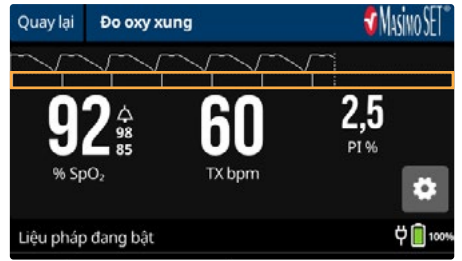 Quay lại Đo oxy xung Masimo SET®
92 98 60 2,5
85
% SpO₂ TX bpm PI %
Liệu pháp đang bật 100%